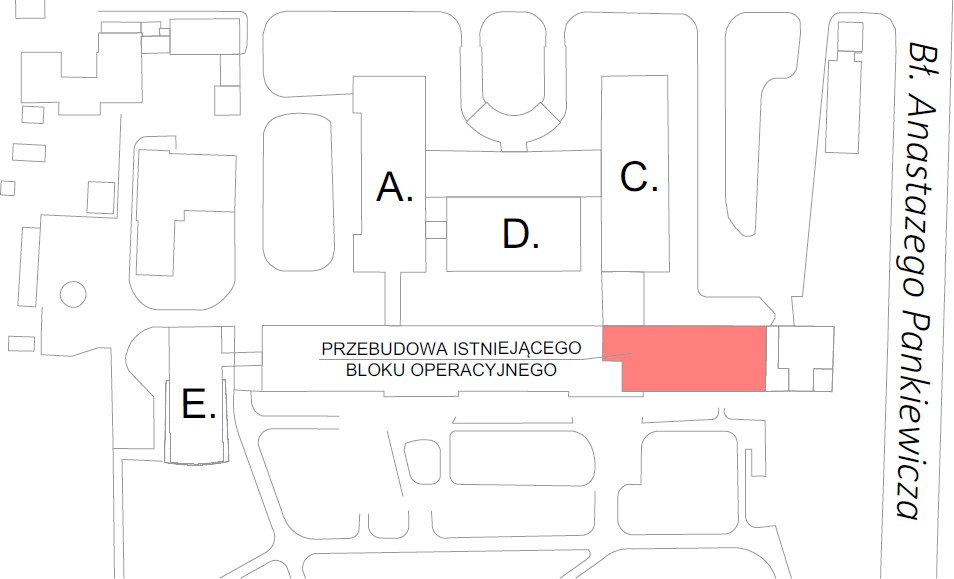 A.
C.
D.
PRZEBUDOWA ISTNIEJĄCEGO
BLOKU OPERACYJNEGO
E.
Bł. Anastazego Pankiewicza